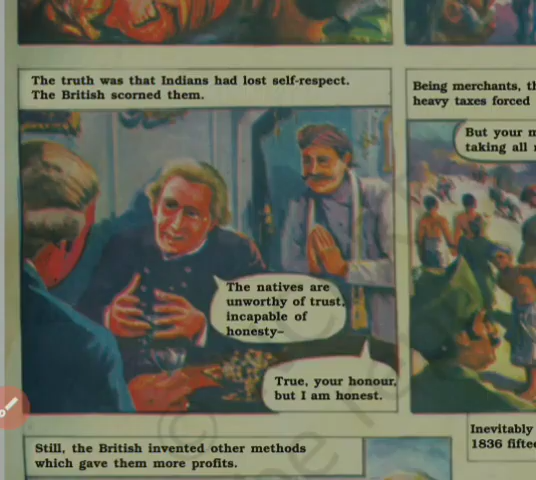 The truth was that Indians had lost self-respect.
The British scorned them.
The natives are
unworthy of trust,
incapable of
honesty–
True, your honour,
but I am honest.
Being merchants,
heavy taxes forced
But your
taking all
Still, the British invented other methods
which gave them more profits.
Inevitably
1836